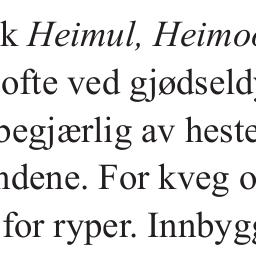 k Heimul, Heimo
ofte ved gjødseldy
begjærlig av heste
ndene. For kveg o
for ryper. Innbygg